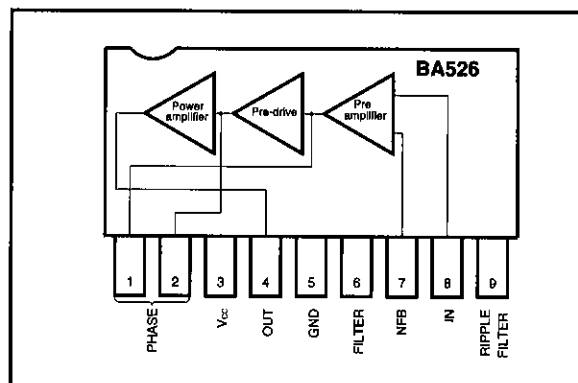 BA526
Power
amplifier
Pre-drive
Pre
amplifier
1
2
3
4
5
6
7
8
9
PHASE
Vcc
OUT
GND
FILTER
NFB
IN
RIPPLE
FILTER